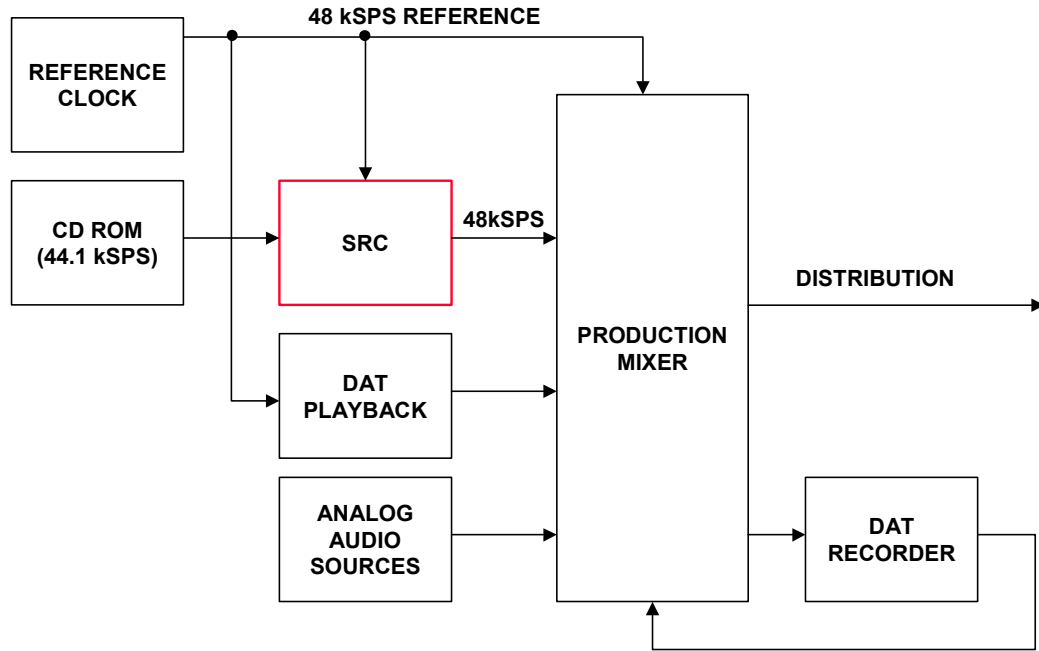 48 kSPS REFERENCE
REFERENCE
CLOCK
CD ROM
(44.1 kSPS)
SRC
48kSPS
DISTRIBUTION
PRODUCTION
MIXER
DAT
PLAYBACK
ANALOG
AUDIO
SOURCES
DAT
RECORDER